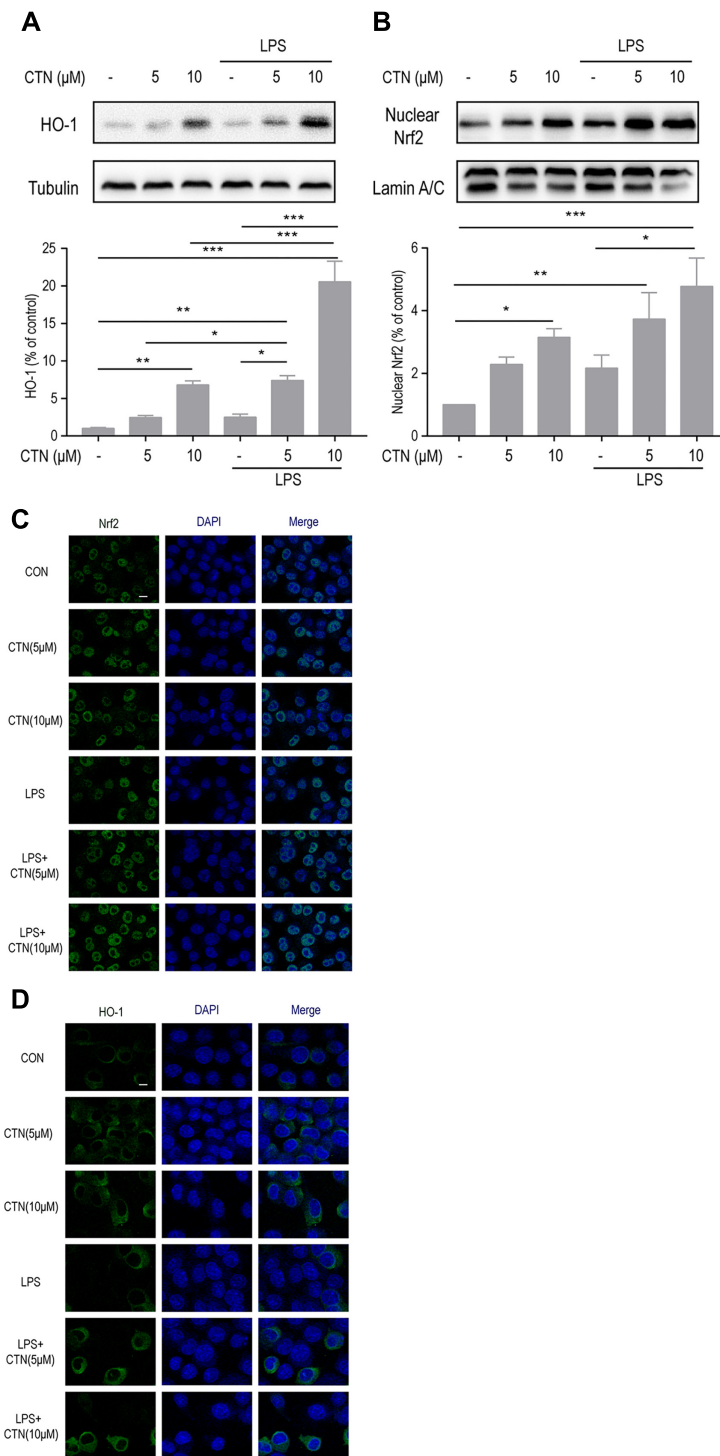 A
LPS
CTN (μM) - 5 10 - 5 10
HO-1
Tubulin
***
***
***
**
*
**
*
HO-1 (% of control)
25
20
15
10
5
0
CTN (μM) - 5 10 - 5 10
LPS
B
LPS
CTN (μM) - 5 10 - 5 10
Nuclear
Nrf2
Lamin A/C
***
*
**
*
Nuclear Nrf2 (% of control)
6
4
2
0
CTN (μM) - 5 10 - 5 10
LPS
C
Nrf2 DAPI Merge
CON
CTN(5μM)
CTN(10μM)
LPS
LPS+
CTN(5μM)
LPS+
CTN(10μM)
D
HO-1 DAPI Merge
CON
CTN(5μM)
CTN(10μM)
LPS
LPS+
CTN(5μM)
LPS+
CTN(10μM)